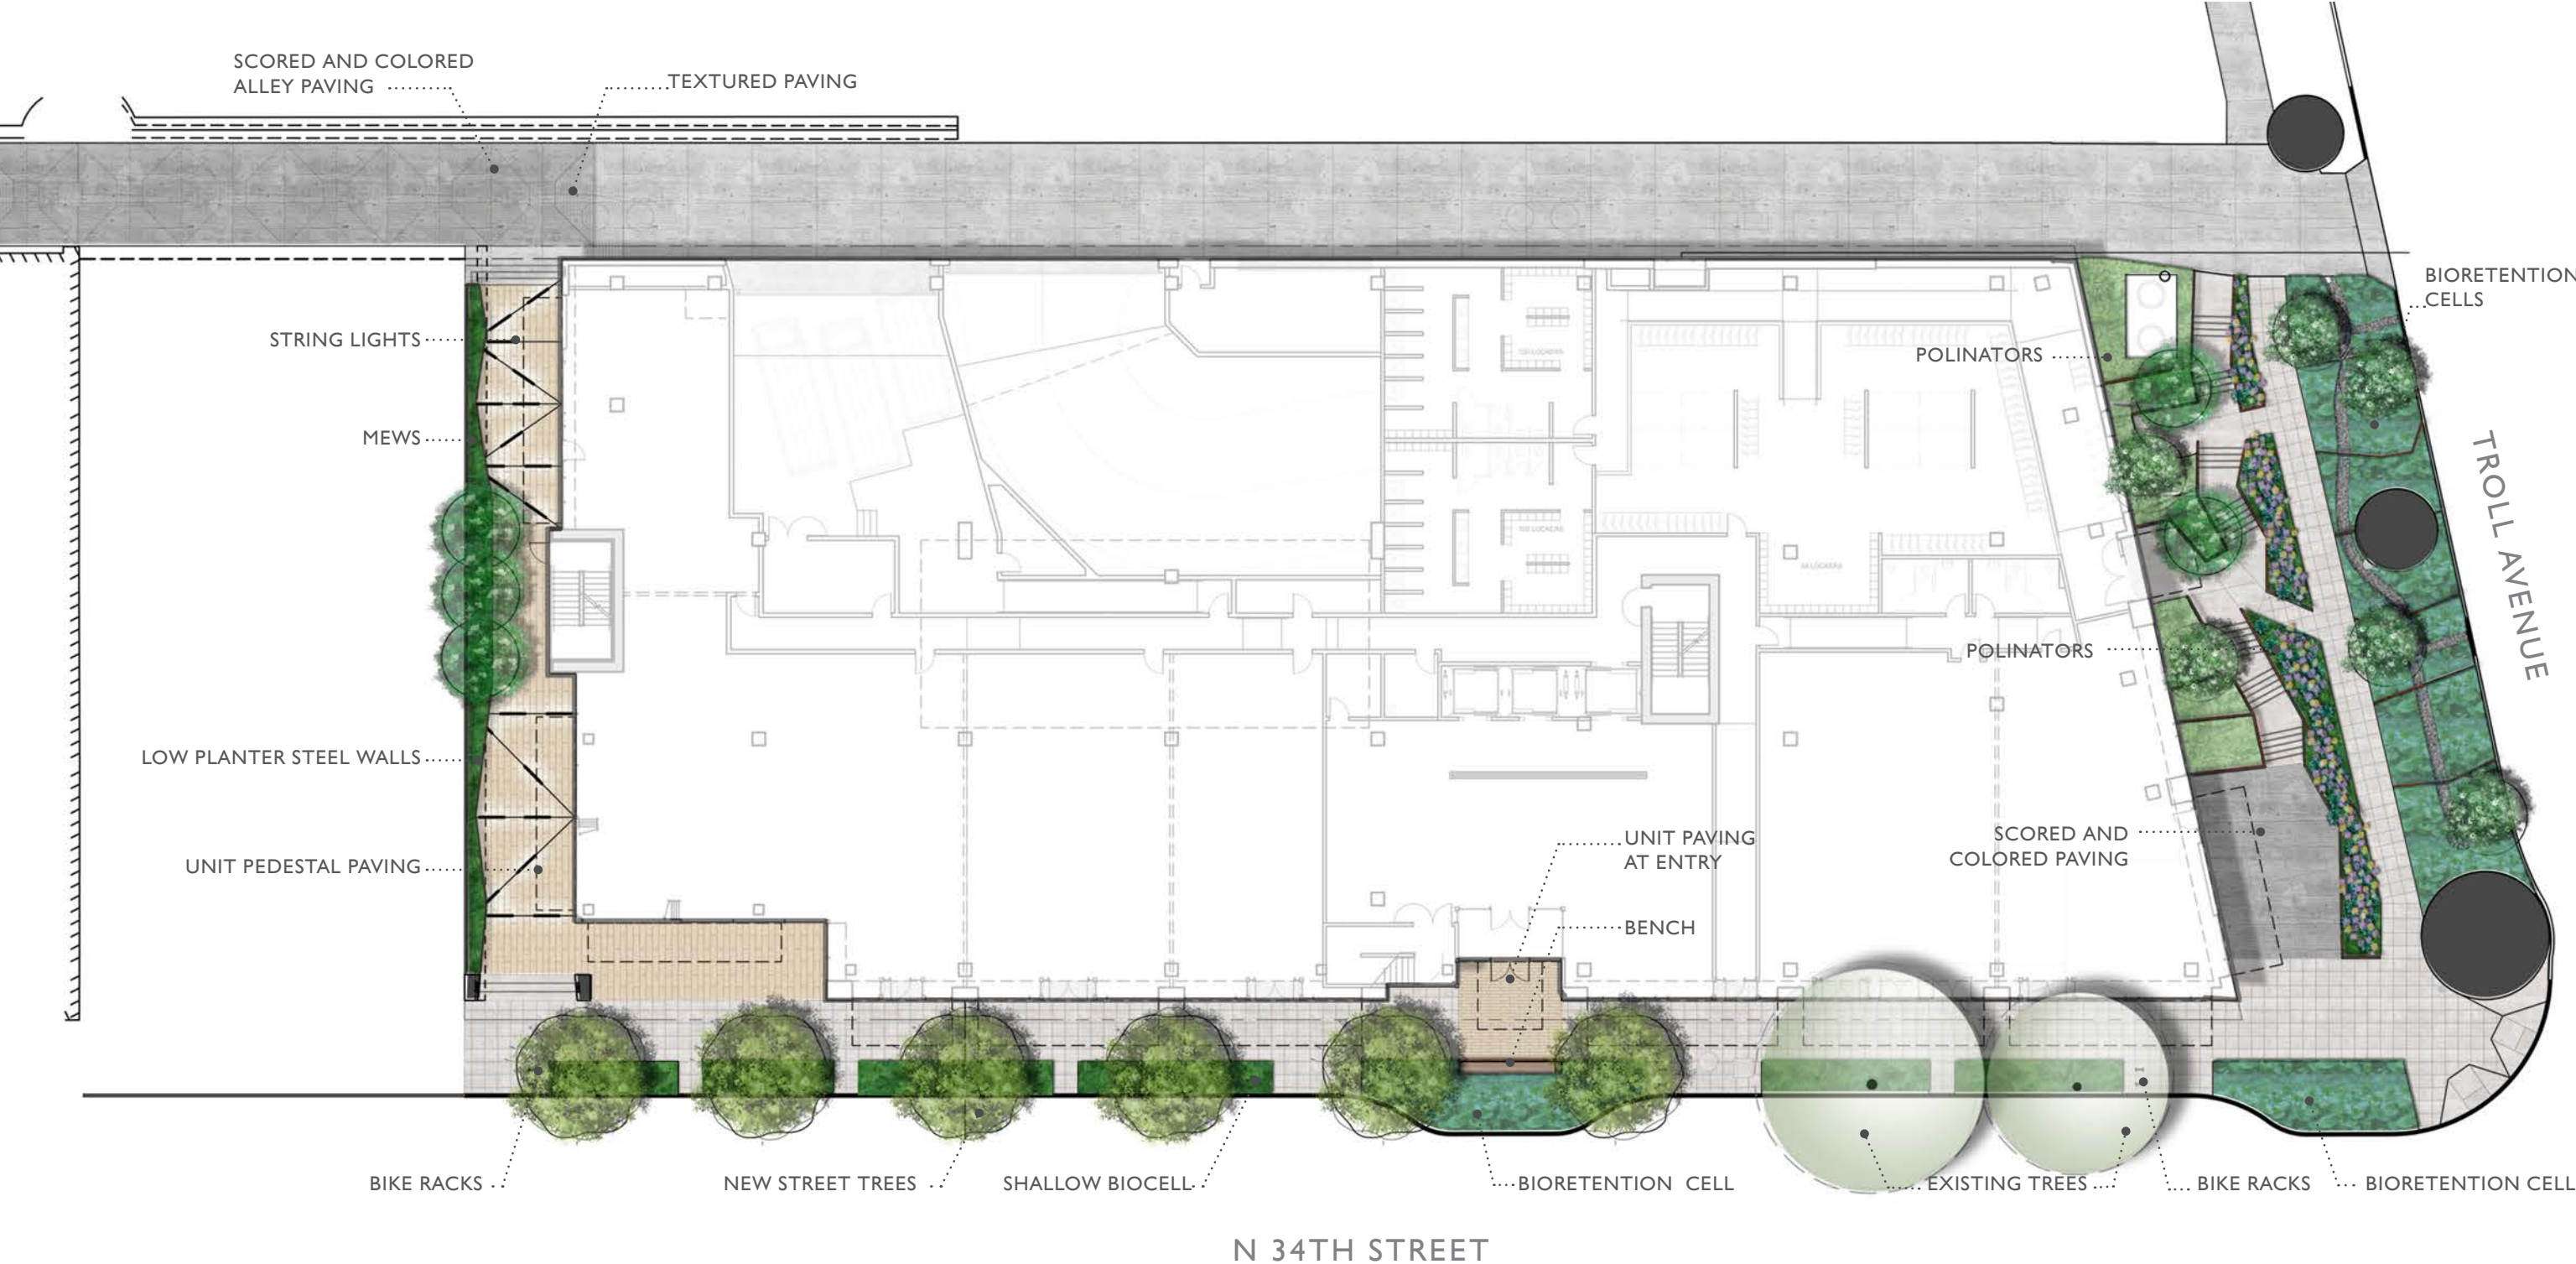 SCORED AND COLORED
ALLEY PAVING
TEXTURED PAVING
BIORETENTION
CELLS
STRING LIGHTS
POLINATORS
MEWS
TROLL AVENUE
POLINATORS
LOW PLANTER STEEL WALLS
UNIT PAVING
AT ENTRY
SCORED AND
COLORED PAVING
UNIT PEDESTAL PAVING
BENCH
BIKE RACKS
NEW STREET TREES
SHALLOW BIOCELL
BIORETENTION CELL
EXISTING TREES
BIKE RACKS
BIORETENTION CELL
N 34TH STREET